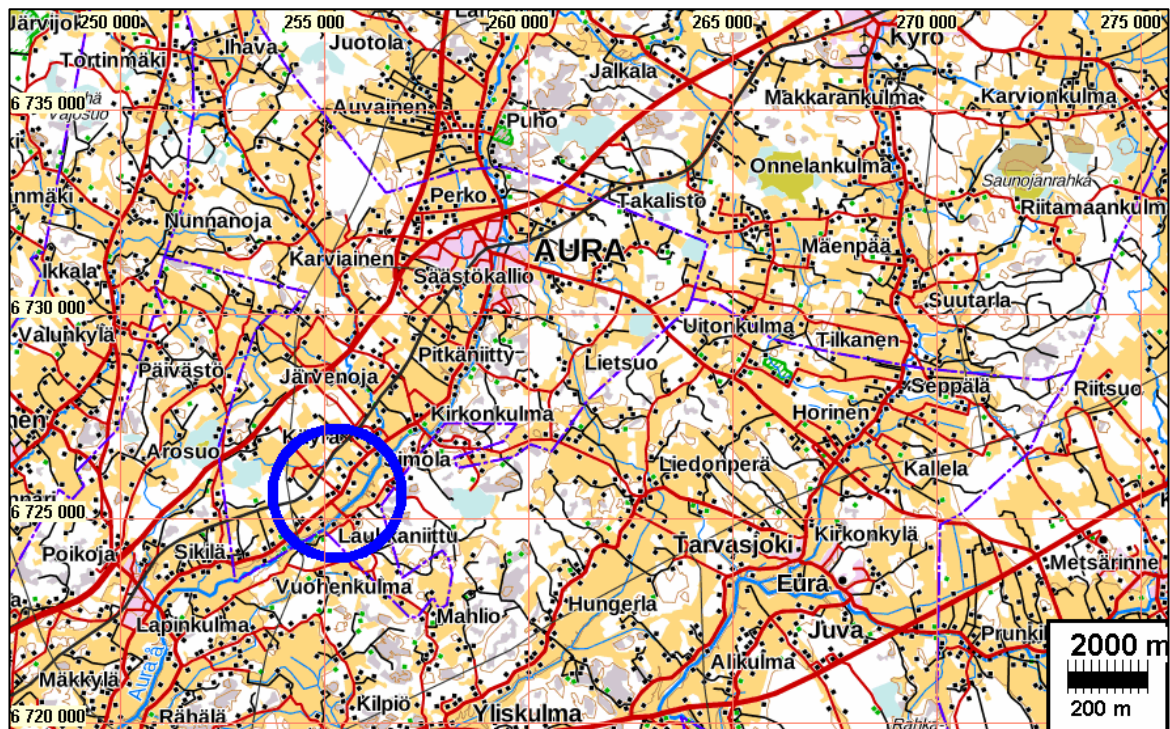 250 000
255 000
260 000
265 000
270 000
275 000
Ihava
Juotola
Kyrö
Tortinmäki
Jalkala
Auvainen
Makkarankulma
Karvionkulma
6 735 000
Vajosuo
Puho
Onnelankulma
Saunojanrahka
Perko
Takalisto
Nunnanoja
Mäenpää
AURA
Karviainen
Ikkala
Säästökallio
Suutarla
6 730 000
Uitonkulma
Valunkylä
Tilkanen
Pitkäniitty-
Päivästö
Lietsuo
Järvenoja
Seppälä
Riitsuo
Kirkonkulma
Horinen
Arosuo
Liedonperä
Kallela
6 725 000
Kirkonkylä
Poikoja
Sikilä
Tarvasjoki
Metsärinne
Vuohenkulma
Eura
Hungerla
Mahlio
Lapinkulma
Juva
2000 m
Alikulma
Mäkkylä
Aura å
200 m
Kilpiö
6 720 000
Rähälä
Yliskulma